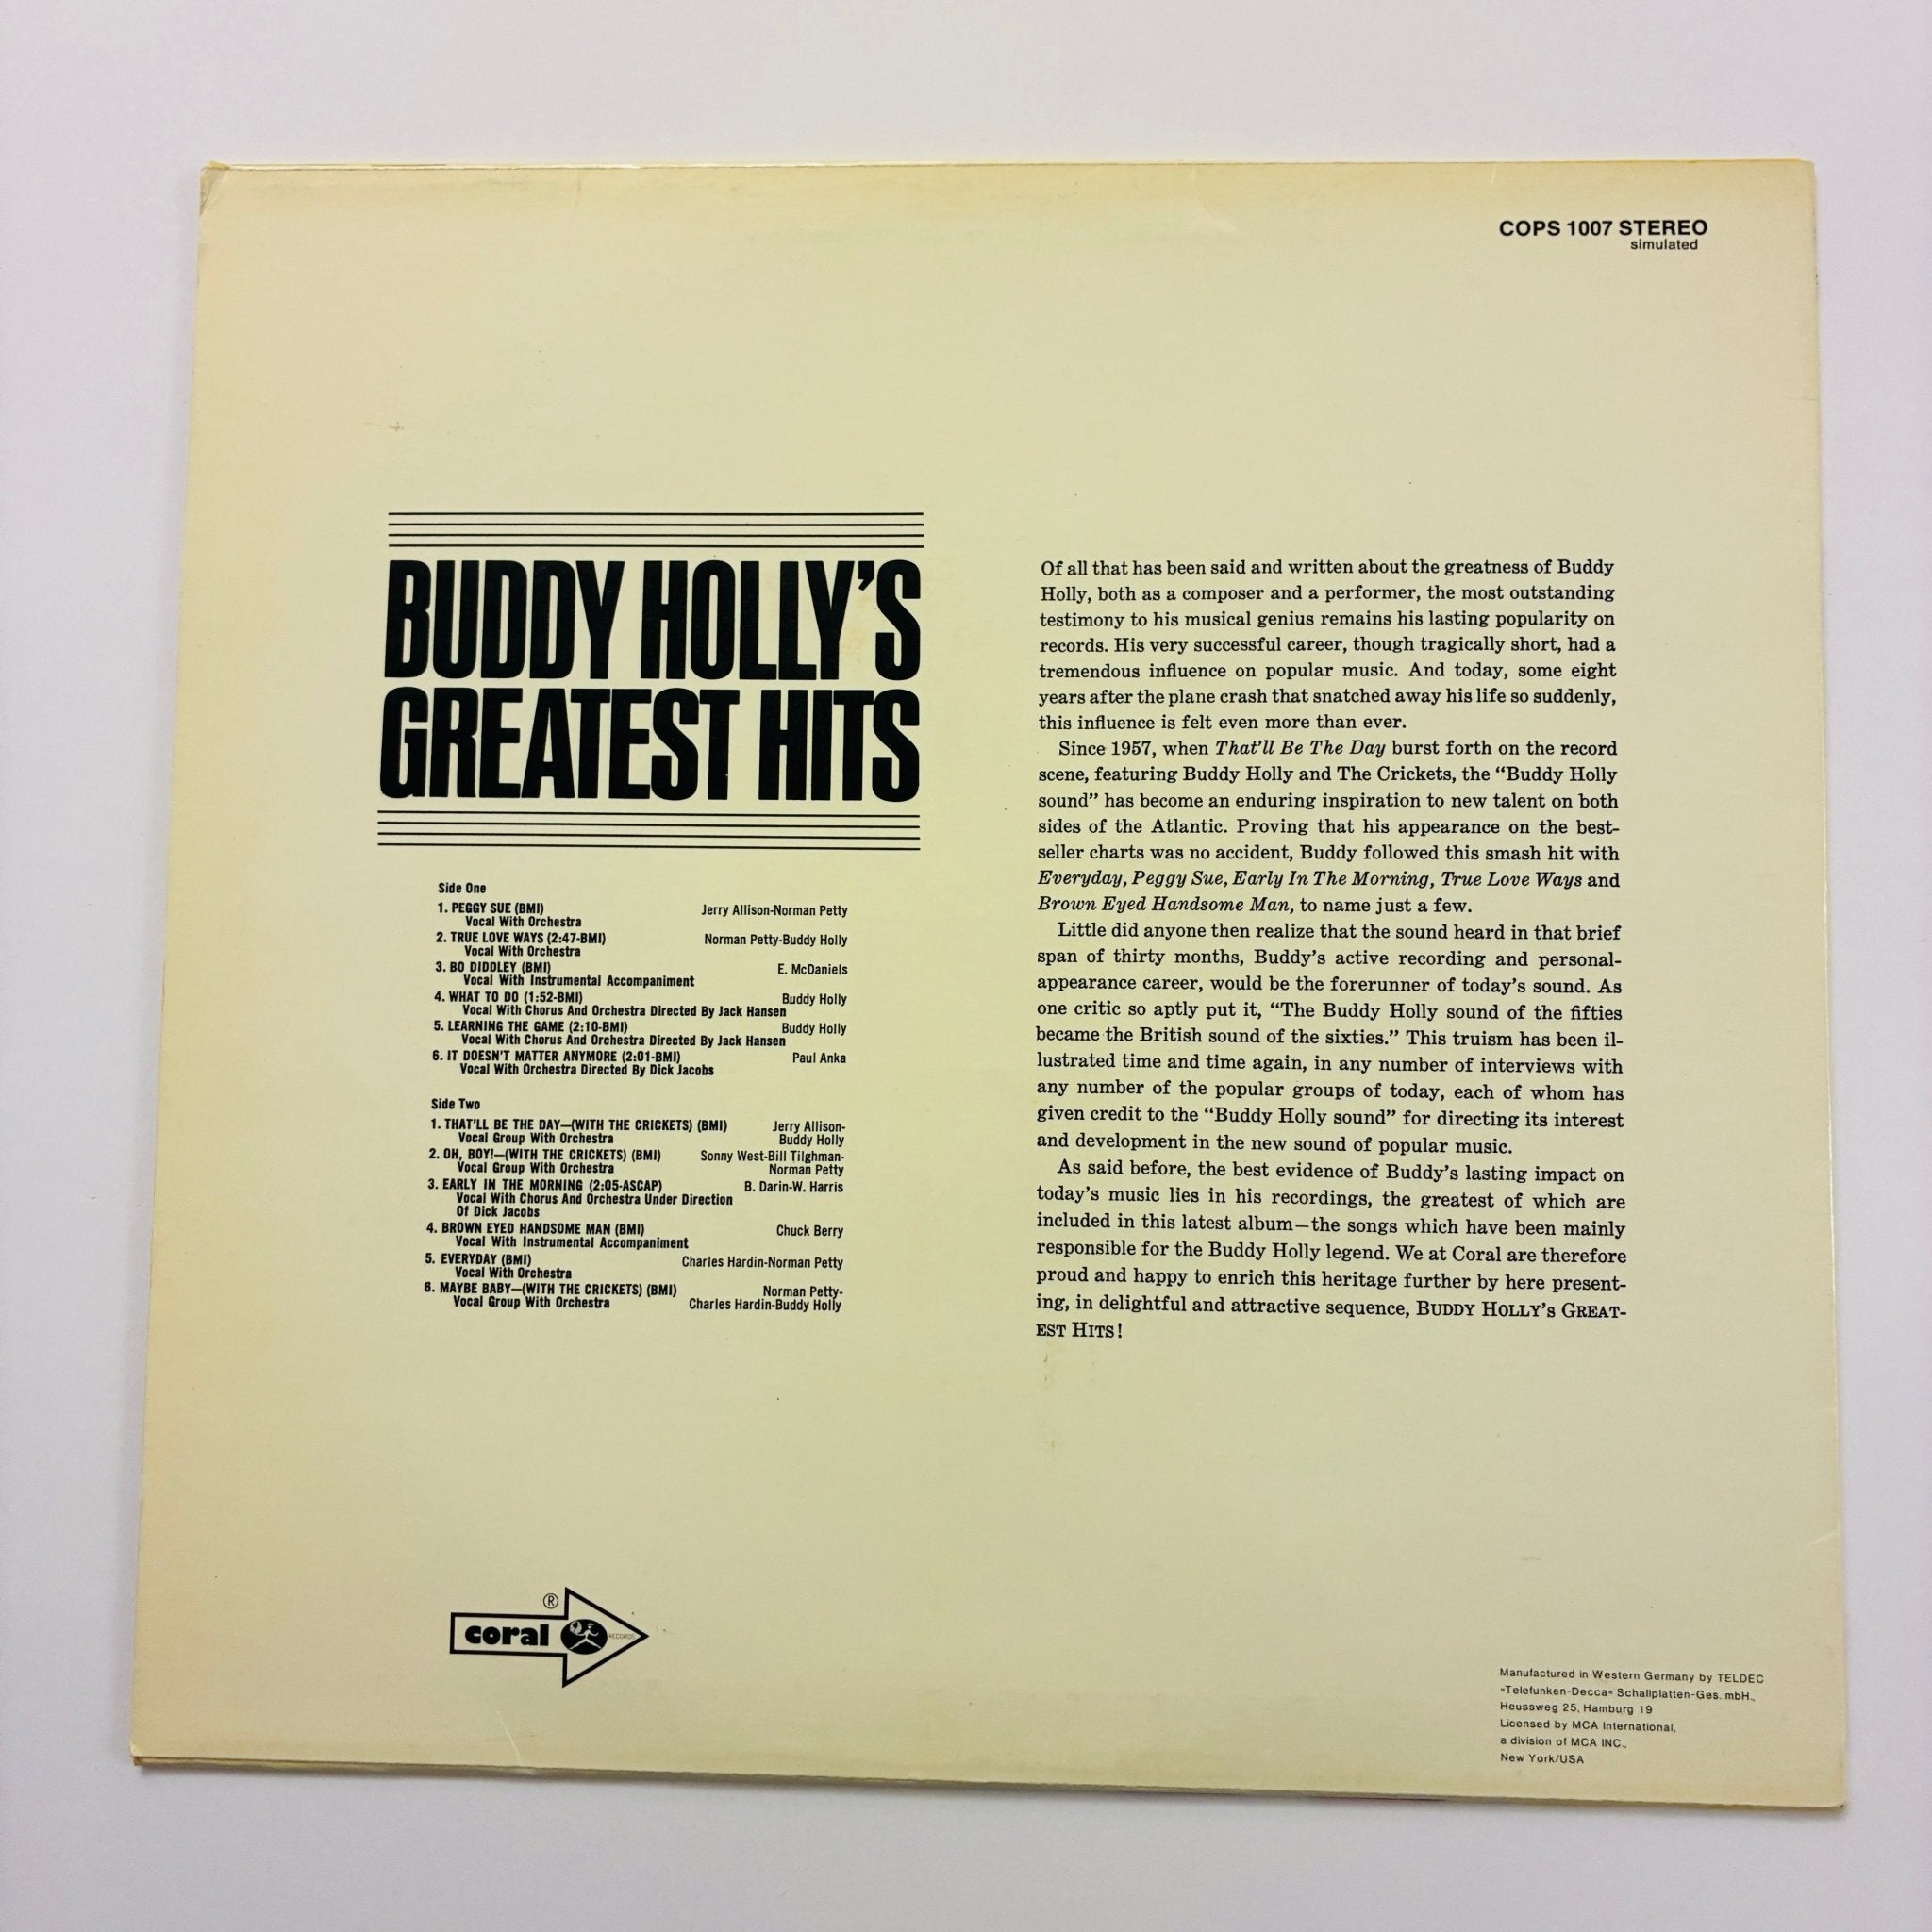 COPS 1007 STEREO
simulated
BUDDY HOLLY'S
GREATEST HITS
Side One
1. PEGGY SUE (BMI) Jerry Allison-Norman Petty
Vocal With Orchestra
2. TRUE LOVE WAYS (2:47-BMI) Norman Petty-Buddy Holly
Vocal With Orchestra
3. BO DIDDLEY (BMI) E. McDaniels
Vocal With Instrumental Accompaniment
4. WHAT TO DO (1:52-BMI) Buddy Holly
Vocal With Chorus And Orchestra Directed By Jack Hansen
5. LEARNING THE GAME (2:10-BMI) Buddy Holly
Vocal With Chorus And Orchestra Directed By Jack Hansen
6. IT DOESN'T MATTER ANYMORE (2:01-BMI) Paul Anka
Vocal With Orchestra Directed By Dick Jacobs
Side Two
1. THAT'LL BE THE DAY—(WITH THE CRICKETS) (BMI) Jerry Allison-
Vocal Group With Orchestra Buddy Holly
2. OH, BOY!—(WITH THE CRICKETS) (BMI) Sonny West-Bill Tilghman-
Vocal Group With Orchestra Norman Petty
3. EARLY IN THE MORNING (2:05-ASCAP) B. Darin-W. Harris
Vocal With Chorus And Orchestra Under Direction
Of Dick Jacobs
4. BROWN EYED HANDSOME MAN (BMI) Chuck Berry
Vocal With Instrumental Accompaniment
5. EVERYDAY (BMI) Charles Hardin-Norman Petty
Vocal With Orchestra
6. MAYBE BABY—(WITH THE CRICKETS) (BMI) Norman Petty-
Vocal Group With Orchestra Charles Hardin-Buddy Holly
Of all that has been said and written about the greatness of Buddy
Holly, both as a composer and a performer, the most outstanding
testimony to his musical genius remains his lasting popularity on
records. His very successful career, though tragically short, had a
tremendous influence on popular music. And today, some eight
years after the plane crash that snatched away his life so suddenly,
this influence is felt even more than ever.
Since 1957, when That'll Be The Day burst forth on the record
scene, featuring Buddy Holly and The Crickets, the “Buddy Holly
sound” has become an enduring inspiration to new talent on both
sides of the Atlantic. Proving that his appearance on the best-
seller charts was no accident, Buddy followed this smash hit with
Everyday, Peggy Sue, Early In The Morning, True Love Ways and
Brown Eyed Handsome Man, to name just a few.
Little did anyone then realize that the sound heard in that brief
span of thirty months, Buddy's active recording and personal-
appearance career, would be the forerunner of today's sound. As
one critic so aptly put it, “The Buddy Holly sound of the fifties
became the British sound of the sixties.” This truism has been il-
lustrated time and time again, in any number of interviews with
any number of the popular groups of today, each of whom has
given credit to the “Buddy Holly sound” for directing its interest
and development in the new sound of popular music.
As said before, the best evidence of Buddy's lasting impact on
today's music lies in his recordings, the greatest of which are
included in this latest album—the songs which have been mainly
responsible for the Buddy Holly legend. We at Coral are therefore
proud and happy to enrich this heritage further by here present-
ing, in delightful and attractive sequence, BUDDY HOLLY'S GREAT-
EST HITS!
®
coral RECORDS
Manufactured in Western Germany by TELDEC
»Telefunken-Decca« Schallplatten-Ges. mbH.,
Heussweg 25, Hamburg 19
Licensed by MCA International,
a division of MCA INC.,
New York/USA